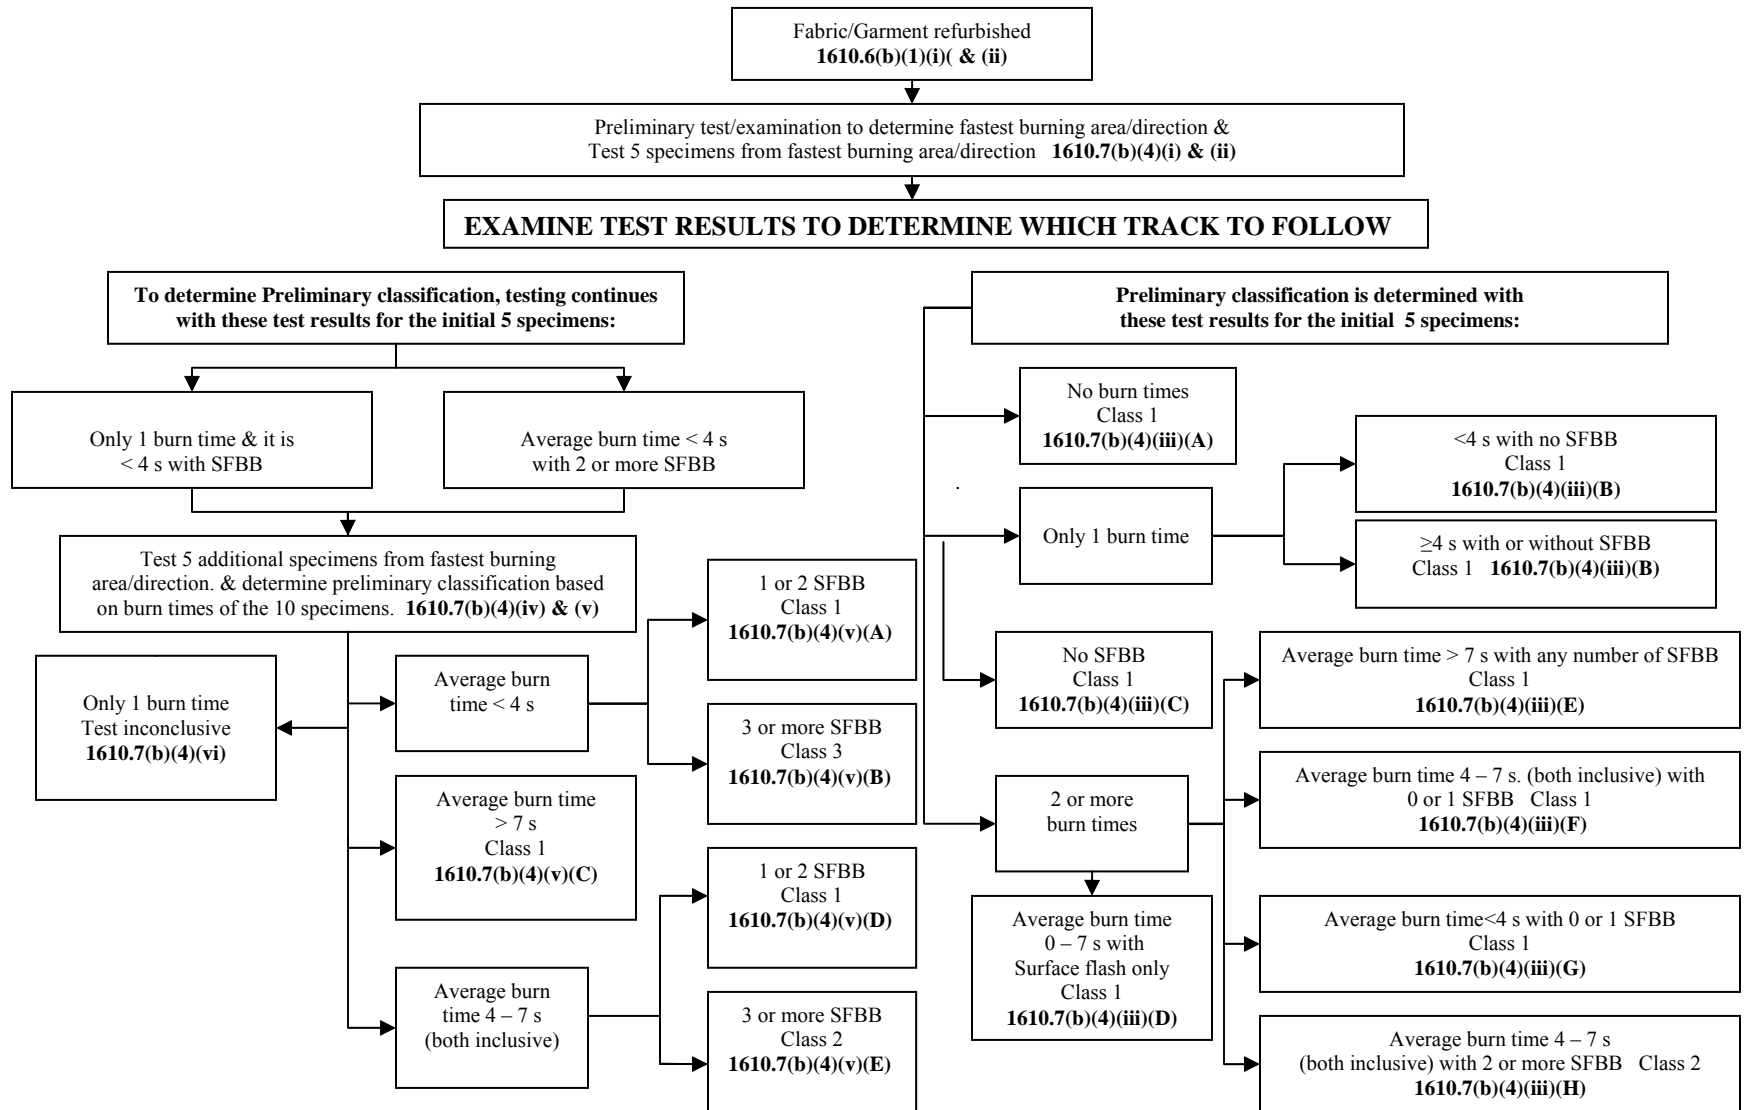 Fabric/Garment refurbished
1610.6(b)(1)(i)( & (ii)
Preliminary test/examination to determine fastest burning area/direction &
Test 5 specimens from fastest burning area/direction 1610.7(b)(4)(i) & (ii)
EXAMINE TEST RESULTS TO DETERMINE WHICH TRACK TO FOLLOW
To determine Preliminary classification, testing continues
with these test results for the initial 5 specimens:
Only 1 burn time & it is
< 4 s with SFBB
Average burn time < 4 s
with 2 or more SFBB
Test 5 additional specimens from fastest burning
area/direction. & determine preliminary classification based
on burn times of the 10 specimens. 1610.7(b)(4)(iv) & (v)
Only 1 burn time
Test inconclusive
1610.7(b)(4)(vi)
Average burn
time < 4 s
1 or 2 SFBB
Class 1
1610.7(b)(4)(v)(A)
3 or more SFBB
Class 3
1610.7(b)(4)(v)(B)
Average burn time
> 7 s
Class 1
1610.7(b)(4)(v)(C)
Average burn
time 4 – 7 s
(both inclusive)
1 or 2 SFBB
Class 1
1610.7(b)(4)(v)(D)
3 or more SFBB
Class 2
1610.7(b)(4)(v)(E)
Preliminary classification is determined with
these test results for the initial 5 specimens:
No burn times
Class 1
1610.7(b)(4)(iii)(A)
Only 1 burn time
<4 s with no SFBB
Class 1
1610.7(b)(4)(iii)(B)
≥4 s with or without SFBB
Class 1 1610.7(b)(4)(iii)(B)
No SFBB
Class 1
1610.7(b)(4)(iii)(C)
2 or more
burn times
Average burn time
0 – 7 s with
Surface flash only
Class 1
1610.7(b)(4)(iii)(D)
Average burn time > 7 s with any number of SFBB
Class 1
1610.7(b)(4)(iii)(E)
Average burn time 4 – 7 s. (both inclusive) with
0 or 1 SFBB Class 1
1610.7(b)(4)(iii)(F)
Average burn time<4 s with 0 or 1 SFBB
Class 1
1610.7(b)(4)(iii)(G)
Average burn time 4 – 7 s
(both inclusive) with 2 or more SFBB Class 2
1610.7(b)(4)(iii)(H)